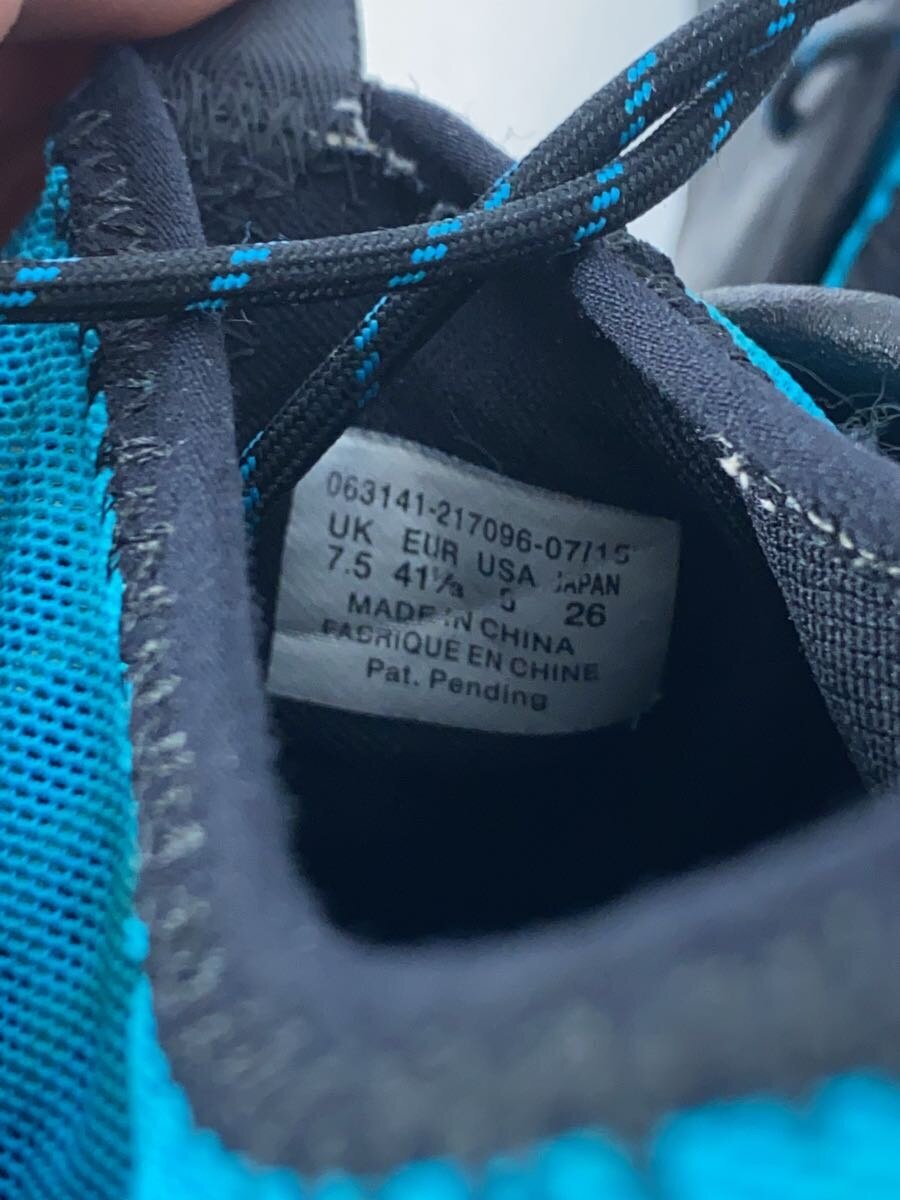 063141-217096-07/15
UK EUR USA JAPAN
7.5 41⅓ 8 26
MADE IN CHINA
FABRIQUE EN CHINE
Pat. Pending